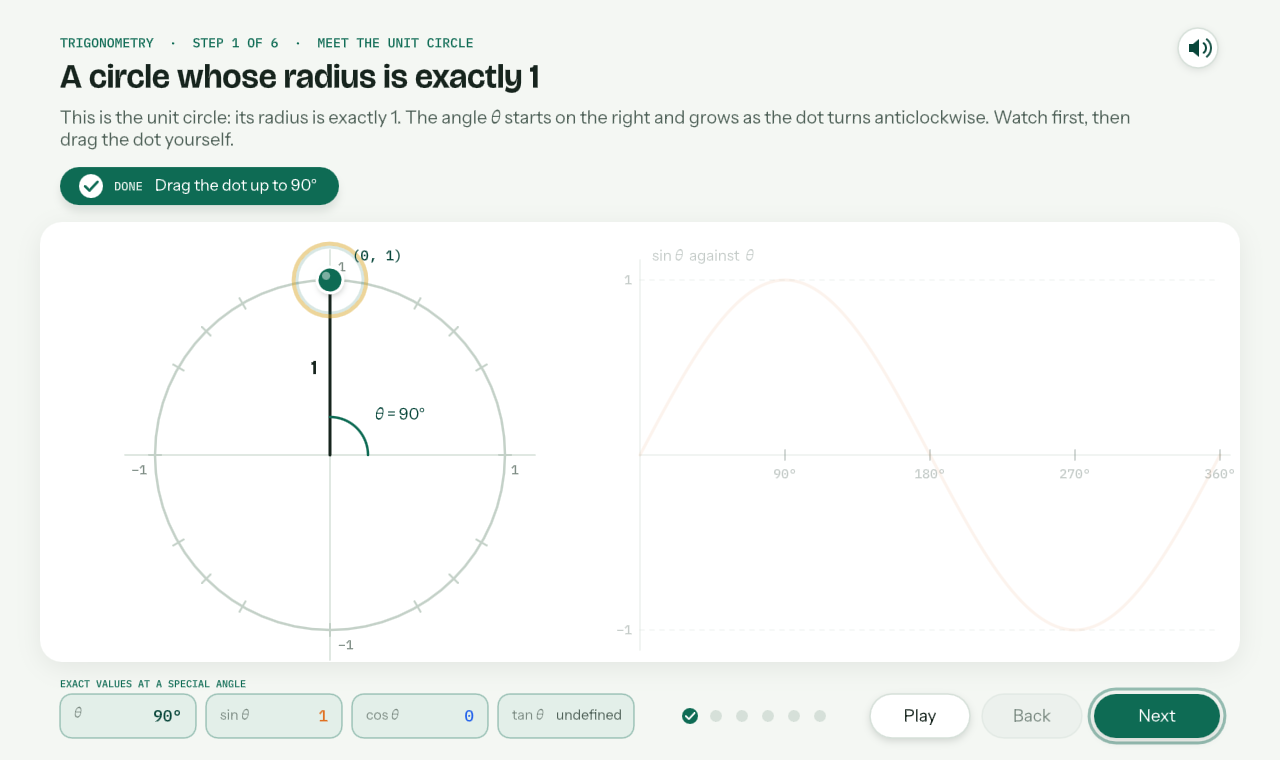 TRIGONOMETRY · STEP 1 OF 6 · MEET THE UNIT CIRCLE
A circle whose radius is exactly 1
This is the unit circle: its radius is exactly 1. The angle θ starts on the right and grows as the dot turns anticlockwise. Watch first, then
drag the dot yourself.
DONE Drag the dot up to 90°
(0, 1)
1
1
θ = 90°
−1
1
−1
sin θ against θ
1
90°
180°
270°
360°
−1
EXACT VALUES AT A SPECIAL ANGLE
θ 90°
sin θ 1
cos θ 0
tan θ undefined
Play
Back
Next